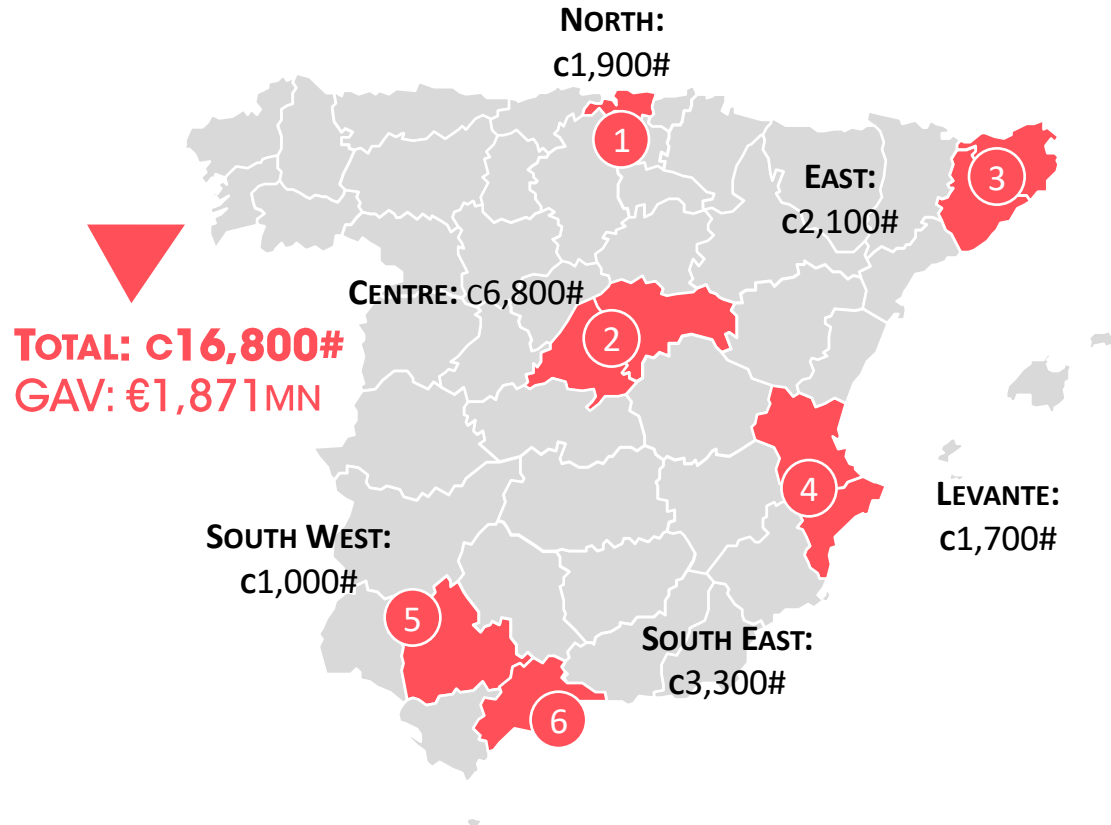 NORTH:
c1,900#
1
EAST:
c2,100#
3
CENTRE: c6,800#
2
TOTAL: c16,800#
GAV: €1,871MN
4
LEVANTE:
c1,700#
SOUTH WEST:
c1,000#
5
SOUTH EAST:
c3,300#
6